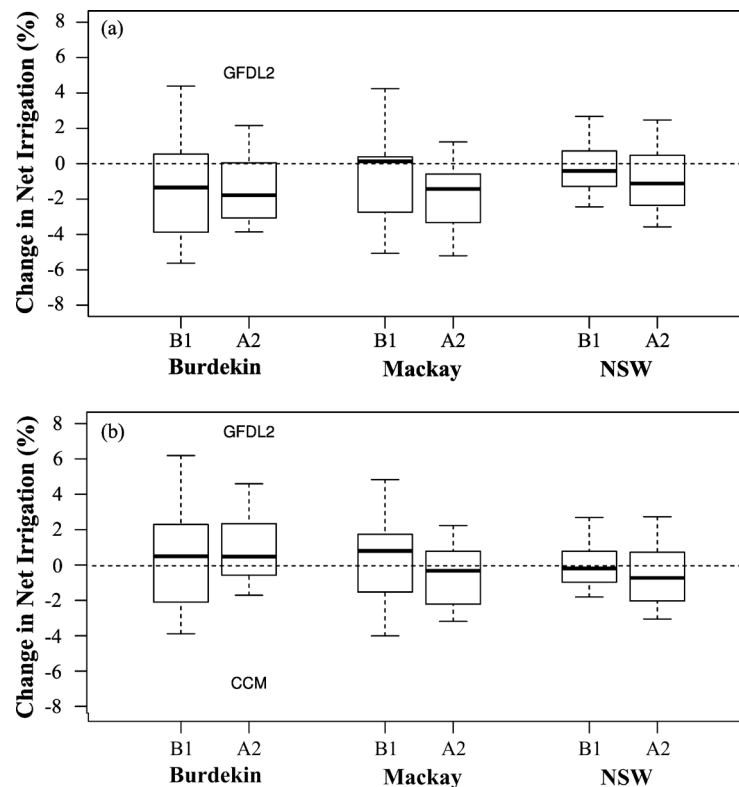 Change in Net Irrigation (%)
(a)
GFDL2
8
6
4
2
0
-2
-4
-6
-8
B1 A2 B1 A2 B1 A2
Burdekin Mackay NSW
Change in Net Irrigation (%)
(b)
GFDL2
8
6
4
2
0
-2
-4
-6
-8
CCM
B1 A2 B1 A2 B1 A2
Burdekin Mackay NSW